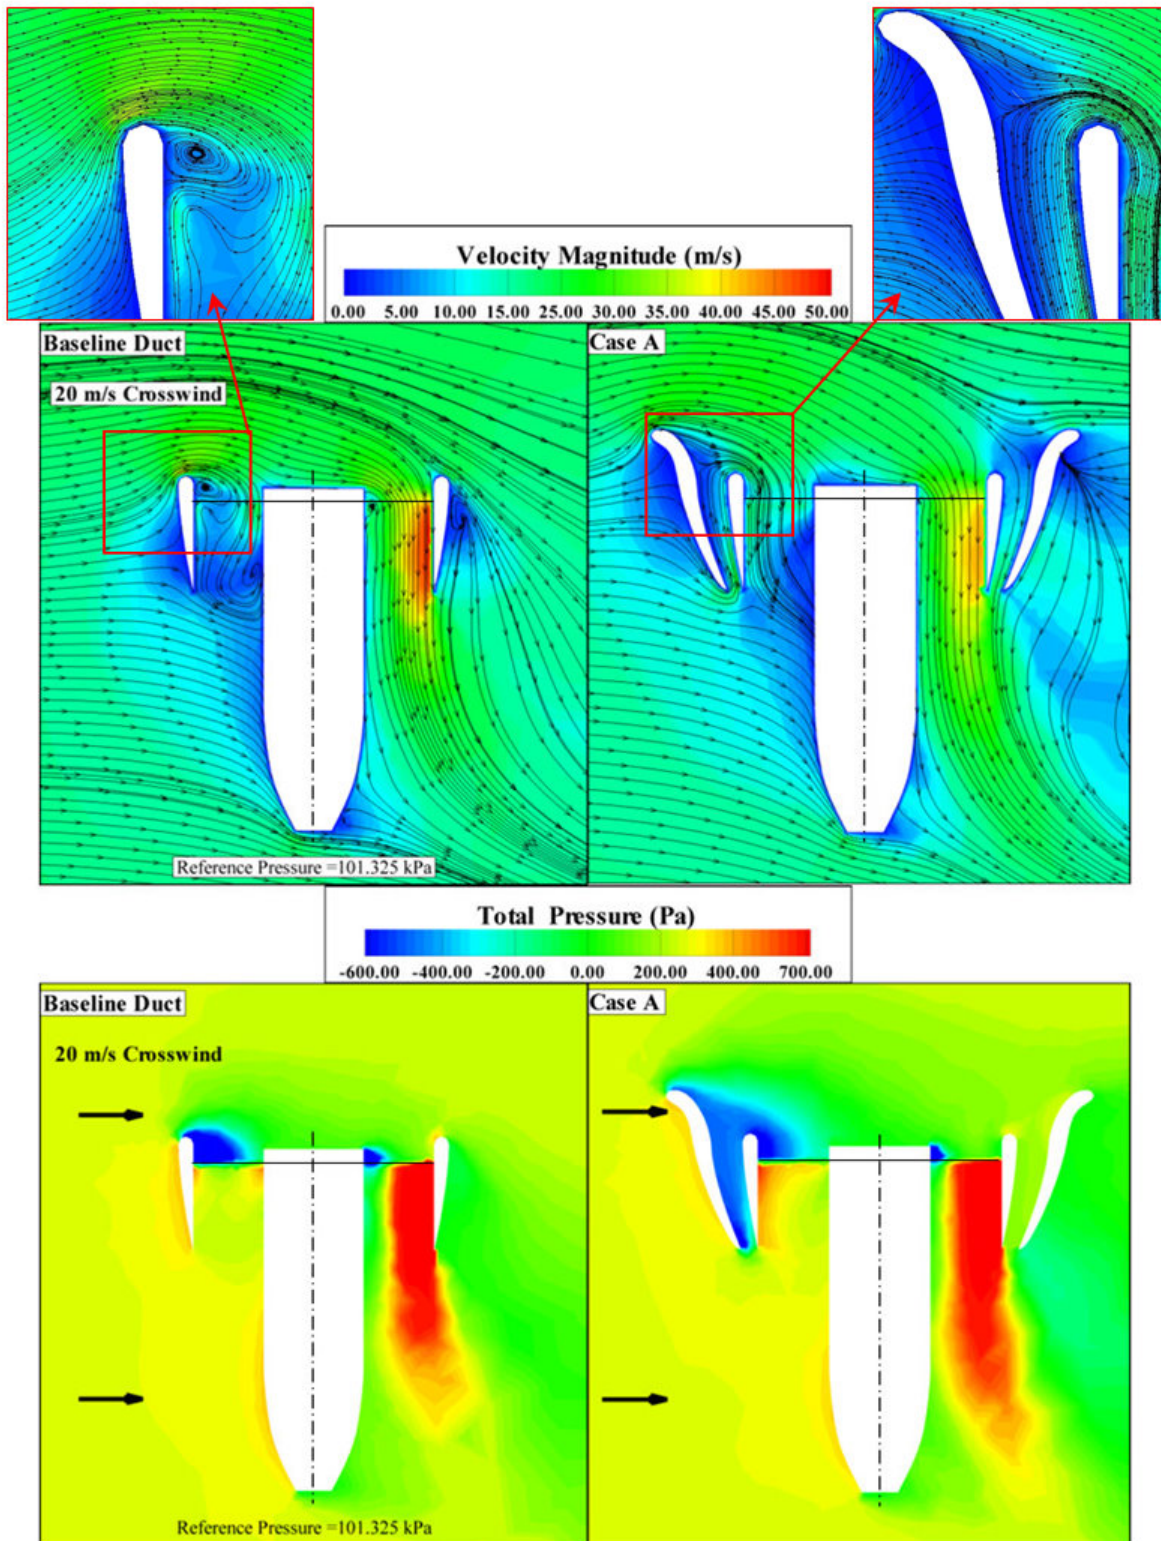 Velocity Magnitude (m/s)
0.00 5.00 10.00 15.00 25.00 30.00 35.00 40.00 45.00 50.00
Baseline Duct
Case A
20 m/s Crosswind
Reference Pressure =101.325 kPa
Total Pressure (Pa)
-600.00 -400.00 -200.00 0.00 200.00 400.00 700.00
Baseline Duct
Case A
20 m/s Crosswind
Reference Pressure =101.325 kPa